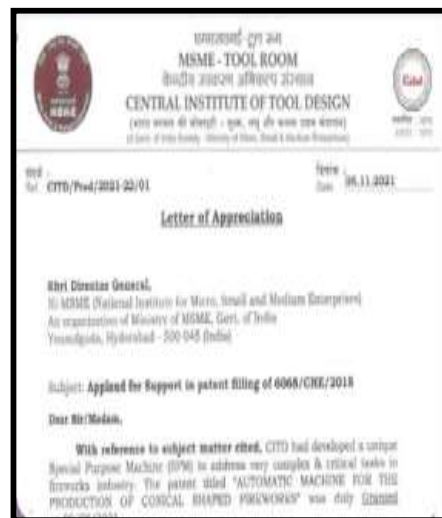 MSME - TOOL ROOM
CENTRAL INSTITUTE OF TOOL DESIGN
Ref. CITD/Prod/2021-22/01
Date 06.11.2021
Letter of Appreciation
Shri Director General,
NI MSME (National Institute for Micro, Small and Medium Enterprises)
An organization of Ministry of MSME, Govt. of India
Yousufguda, Hyderabad - 500 045 (India)
Subject: Applaud for Support in patent filing of 6068/CHE/2015
Dear Sir/Madam,
With reference to subject matter cited, CITD had developed a unique
Special Purpose Machine (SPM) to address very complex & critical tasks in
fireworks industry. The patent titled "AUTOMATIC MACHINE FOR THE
PRODUCTION OF CONICAL SHAPED FIREWORKS" was duly Granted